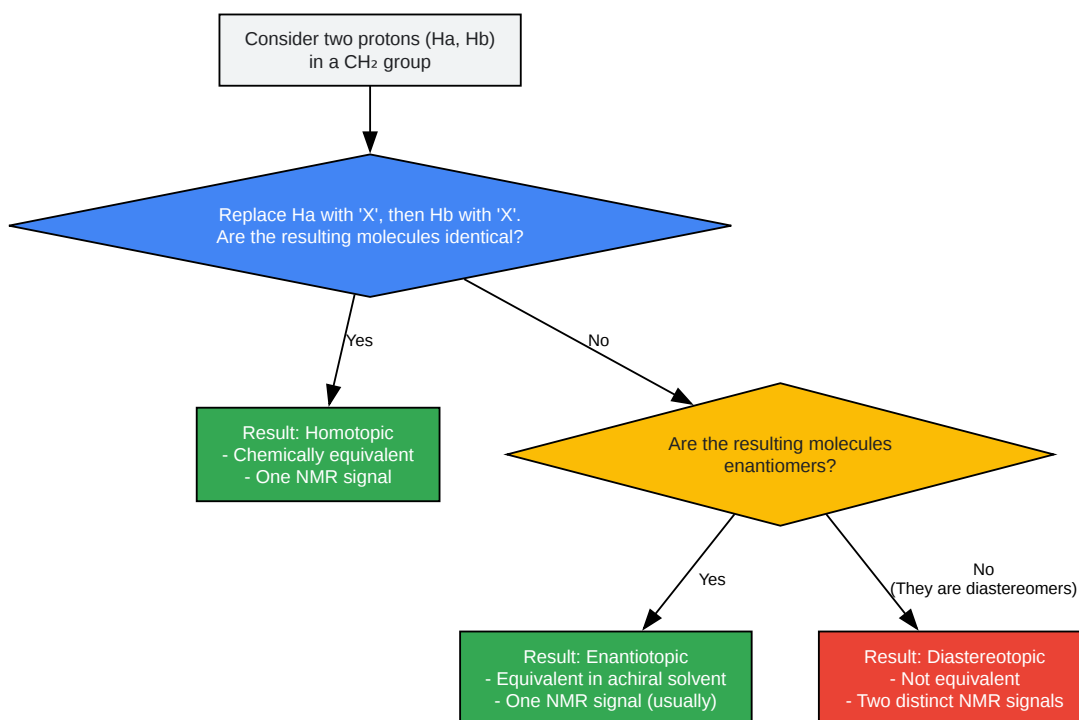 Consider two protons (Ha, Hb)
in a CH₂ group
Replace Ha with 'X', then Hb with 'X'.
Are the resulting molecules identical?
Yes
No
Result: Homotopic
- Chemically equivalent
- One NMR signal
Are the resulting molecules
enantiomers?
Yes
No
(They are diastereomers)
Result: Enantiotopic
- Equivalent in achiral solvent
- One NMR signal (usually)
Result: Diastereotopic
- Not equivalent
- Two distinct NMR signals